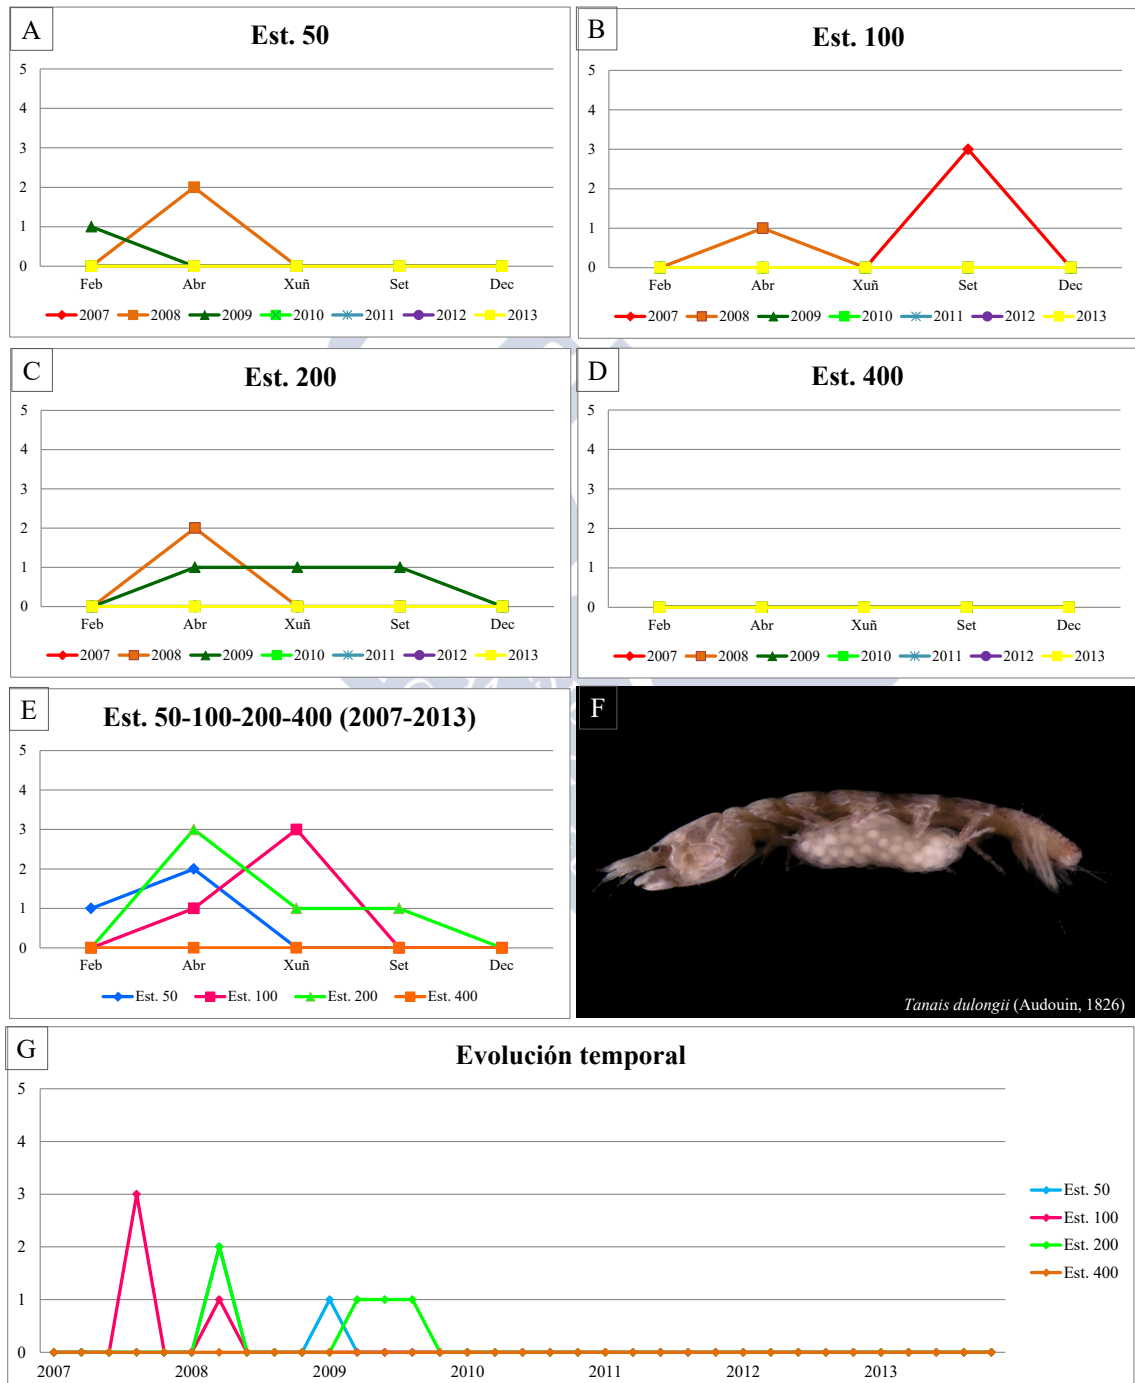 A
Est. 50
5
4
3
2
1
0
Feb Abr Xuñ Set Dec
2007 2008 2009 2010 2011 2012 2013
B
Est. 100
5
4
3
2
1
0
Feb Abr Xuñ Set Dec
2007 2008 2009 2010 2011 2012 2013
C
Est. 200
5
4
3
2
1
0
Feb Abr Xuñ Set Dec
2007 2008 2009 2010 2011 2012 2013
D
Est. 400
5
4
3
2
1
0
Feb Abr Xuñ Set Dec
2007 2008 2009 2010 2011 2012 2013
E
Est. 50-100-200-400 (2007-2013)
5
4
3
2
1
0
Feb Abr Xuñ Set Dec
Est. 50 Est. 100 Est. 200 Est. 400
F
Tanais dulongii (Audouin, 1826)
G
Evolución temporal
5
4
3
2
1
0
2007 2008 2009 2010 2011 2012 2013
Est. 50
Est. 100
Est. 200
Est. 400